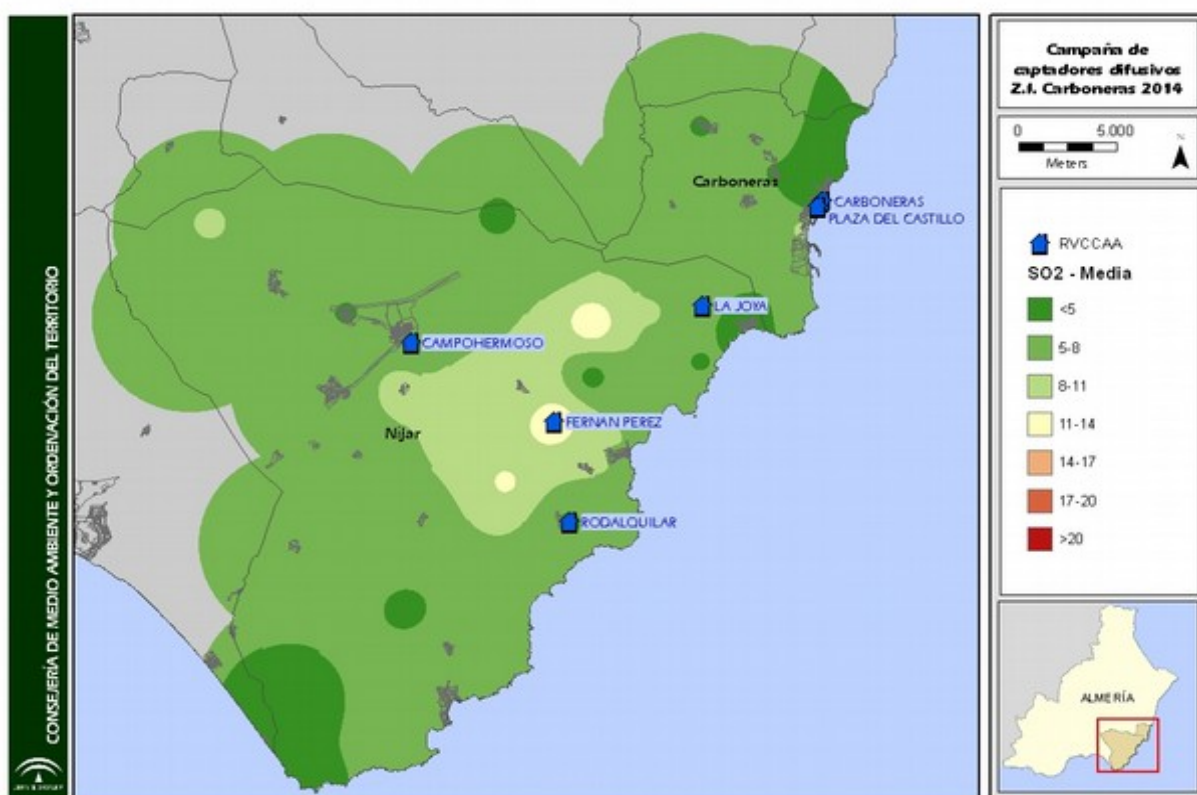 CONSEJERÍA DE MEDIO AMBIENTE Y ORDENACIÓN DEL TERRITORIO
Carboneras
CARBONERAS
PLAZA DEL CASTILLO
LA JOYA
CAMPOHERMOSO
FERNAN PEREZ
Nijar
RODALQUILAR
Campaña de
captadores difusivos
Z.I. Carboneras 2014
0 5.000
Meters
N
RVCCAA
SO2 - Media
<5
5-8
8-11
11-14
14-17
17-20
>20
ALMERÍA